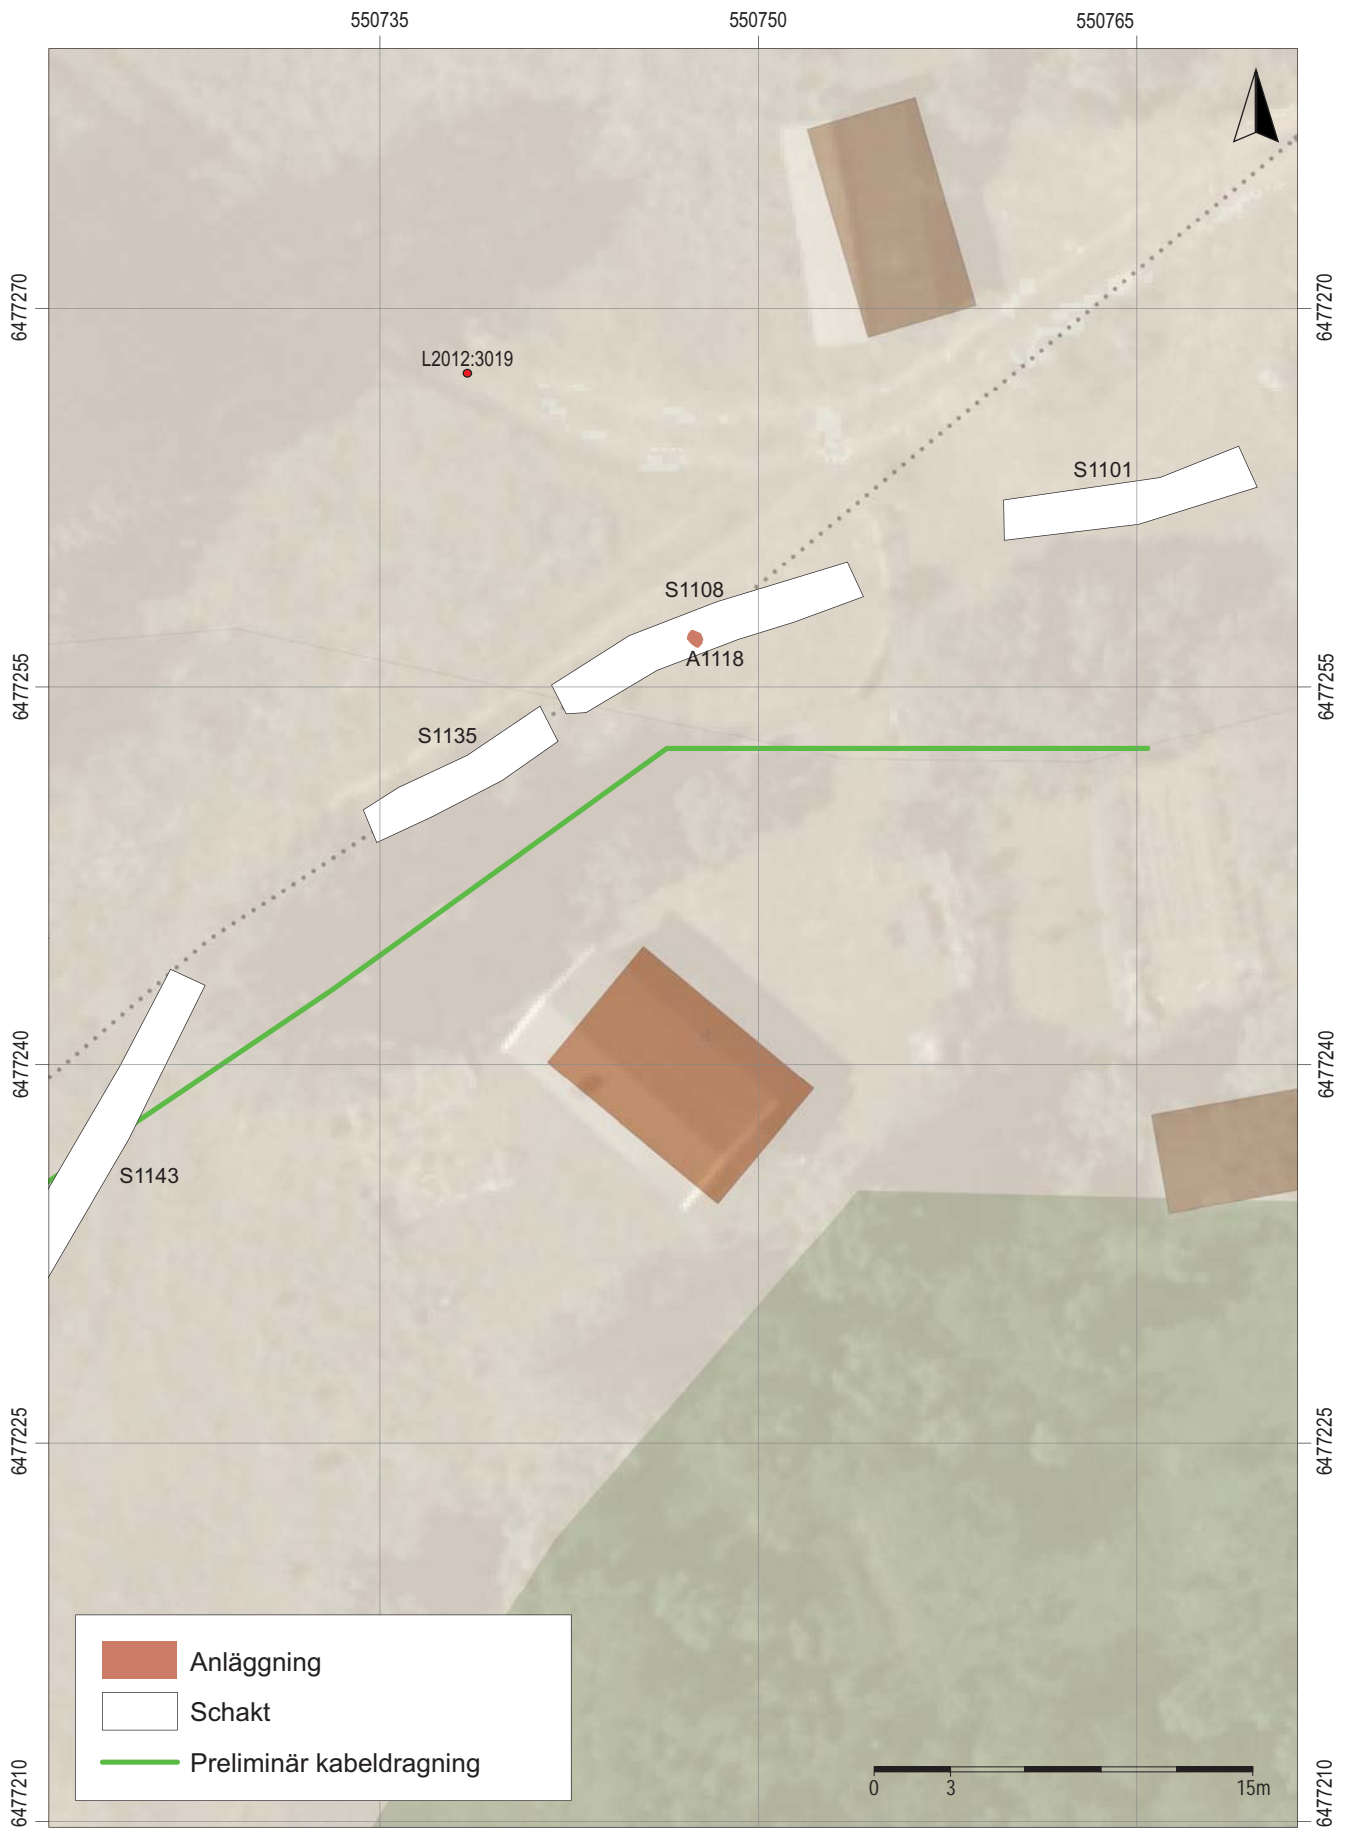 550735 550750 550765
6477270 6477270
L2012:3019
S1101
S1108
A1118
6477255 6477255
S1135
6477240 6477240
S1143
6477225 6477225
Anläggning
Schakt
Preliminär kabeldragning
0 3 15m
6477210 6477210